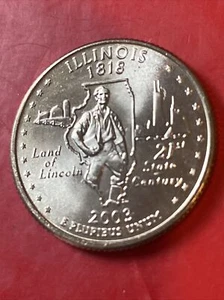 ILLINOIS
1818
Land of
Lincoln
21st
State
Century
2003
E PLURIBUS UNUM